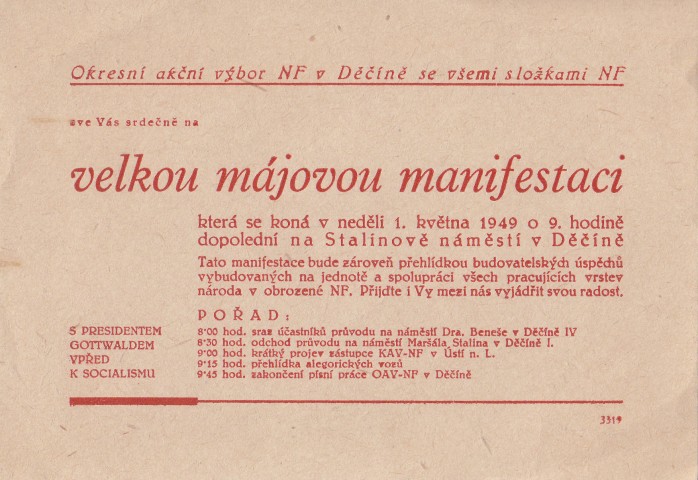 Okresní akční výbor NF v Děčíně se všemi složkami NF
zve Vás srdečně na
velkou májovou manifestaci
která se koná v neděli 1. května 1949 o 9. hodině
dopolední na Stalinově náměstí v Děčíně
Tato manifestace bude zároveň přehlídkou budovatelských úspěchů
vybudovaných na jednotě a spolupráci všech pracujících vrstev
národa v obrozené NF. Přijďte i Vy mezi nás vyjádřit svou radost.
POŘAD:
8·00 hod. sraz účastníků průvodu na náměstí Dra. Beneše v Děčíně IV
8·30 hod. odchod průvodu na náměstí Maršála Stalina v Děčíně I.
9·00 hod. krátký projev zástupce KAV-NF v Ústí n. L.
9·15 hod. přehlídka alegorických vozů
9·45 hod. zakončení písní práce OAV-NF v Děčíně
S PRESIDENTEM
GOTTWALDEM
VPŘED
K SOCIALISMU
3319